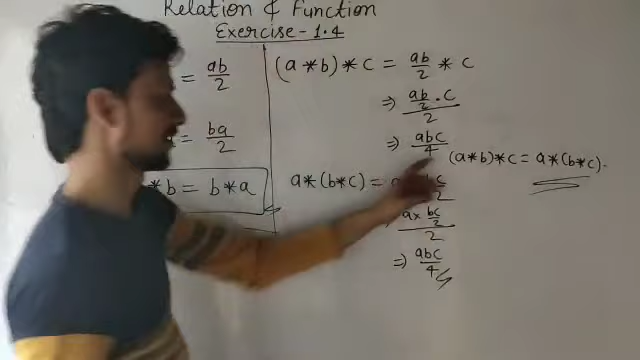 Relation & Function
Exercise-1.4
= ab/2
= ba/2
*b = b*a
(a*b)*c = ab/2 * c
⇒ (ab/2 . c)/2
⇒ abc/4
(a*b)*c = a*(b*c).
a*(b*c) = a
(a x bc/2)/2
⇒ abc/4